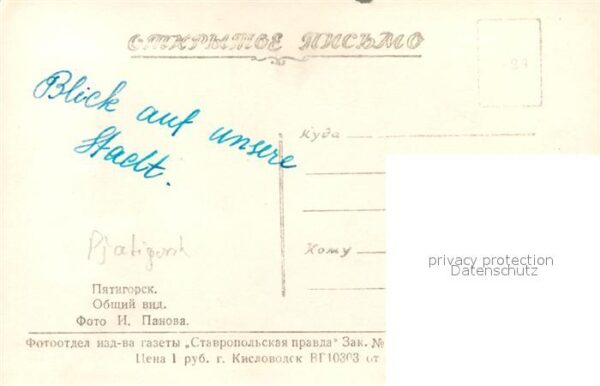 ОТКРЫТОЕ ПИСЬМО
Blick auf unsere
Stadt.
Куда
Кому
Pjatigorsk
Пятигорск.
Общий вид.
Фото И. Панова.
privacy protection
Datenschutz
Фотоотдел изд-ва газеты „Ставропольская правда" Зак. №
Цена 1 руб. г. Кисловодск ВГ10303 от